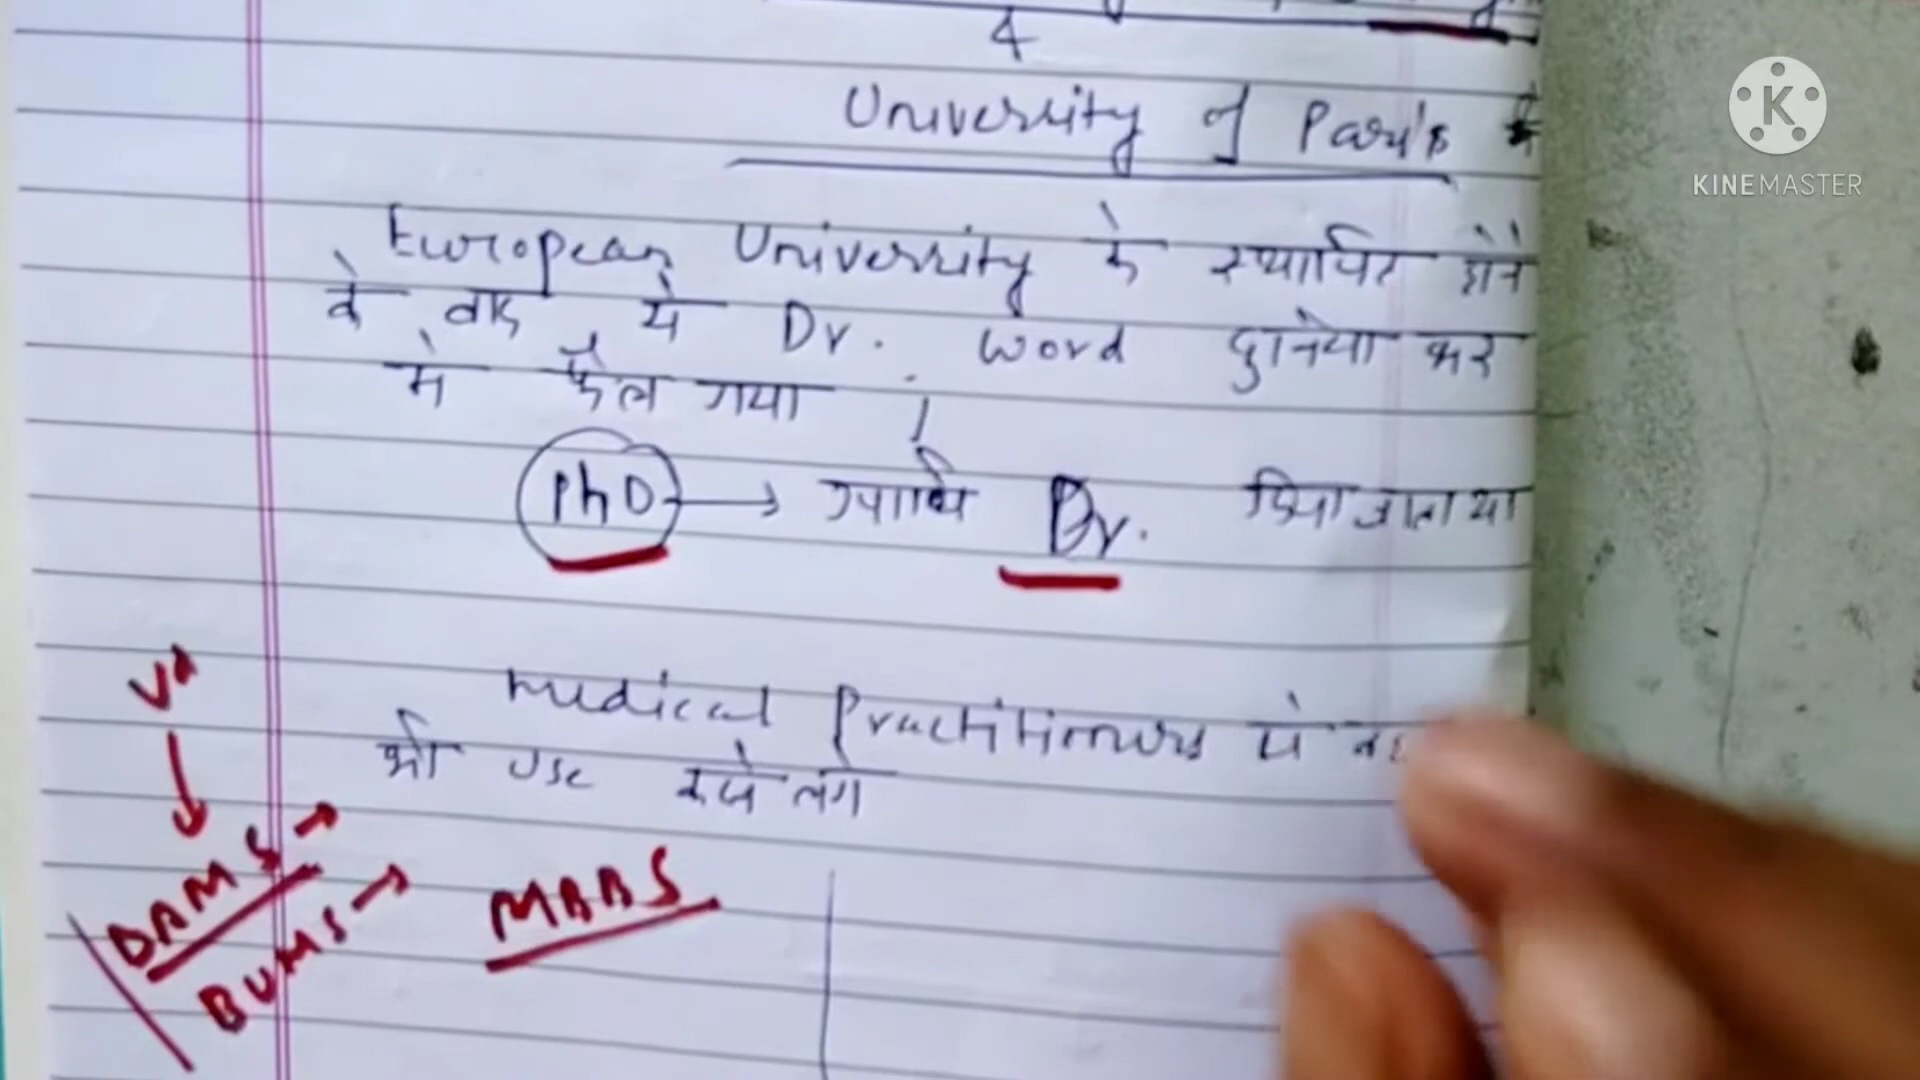 4
University of Paris
European University के स्थापित होने
के बाद ये Dr. word दुनिया भर
मे फैल गया ।
PhD → उपाधि Dr. दिया जाता था
medical Practitioners ये
भी use करने लगे
BAMS →
BUMS →
MBBS
K
KINEMASTER